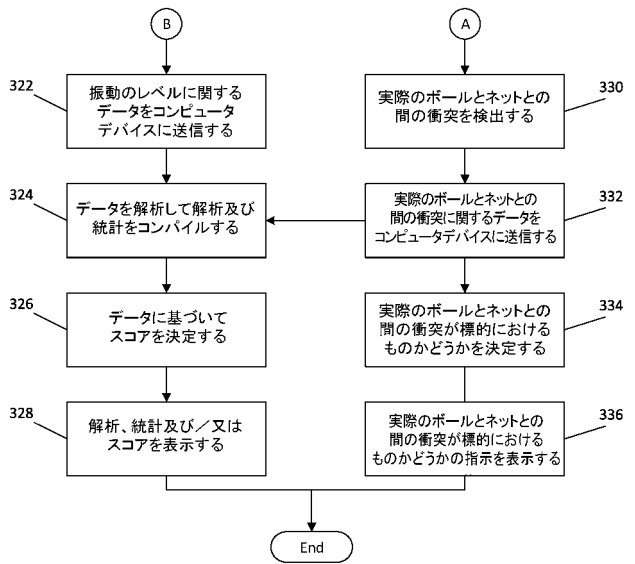 B
A
322
振動のレベルに関する
データをコンピュータ
デバイスに送信する
330
実際のボールとネットとの
間の衝突を検出する
324
データを解析して解析及び
統計をコンパイルする
332
実際のボールとネットとの
間の衝突に関するデータを
コンピュータデバイスに送信する
326
データに基づいて
スコアを決定する
334
実際のボールとネットとの
間の衝突が標的における
ものかどうかを決定する
328
解析、統計及び／又は
スコアを表示する
336
実際のボールとネットとの
間の衝突が標的における
ものかどうかの指示を表示する
End